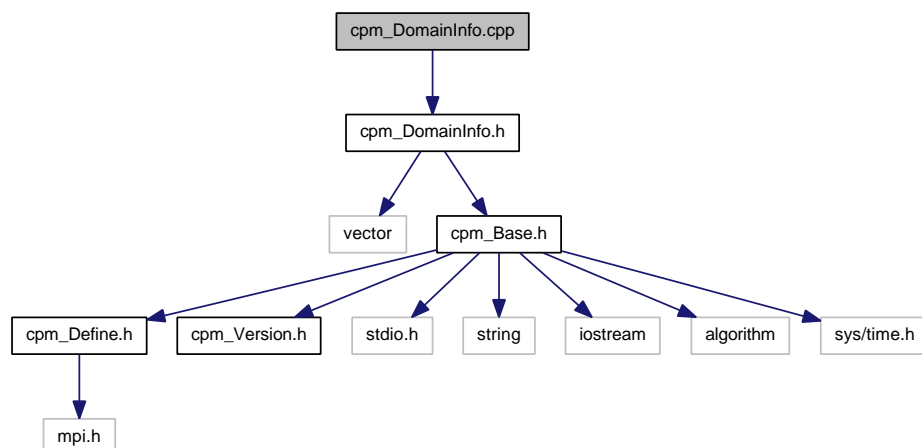 cpm_DomainInfo.cpp
cpm_DomainInfo.h
vector
cpm_Base.h
cpm_Define.h
cpm_Version.h
stdio.h
string
iostream
algorithm
sys/time.h
mpi.h